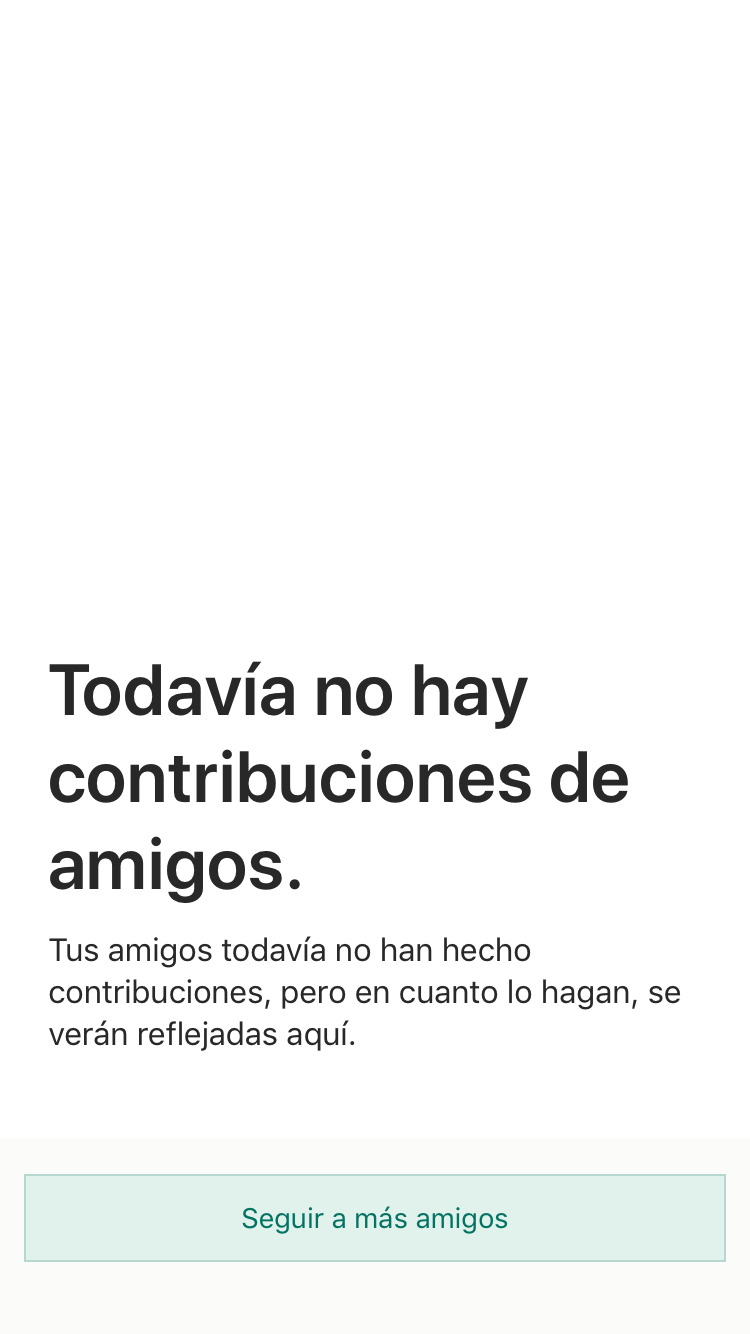 Todavía no hay
contribuciones de
amigos.
Tus amigos todavía no han hecho
contribuciones, pero en cuanto lo hagan, se
verán reflejadas aquí.
Seguir a más amigos